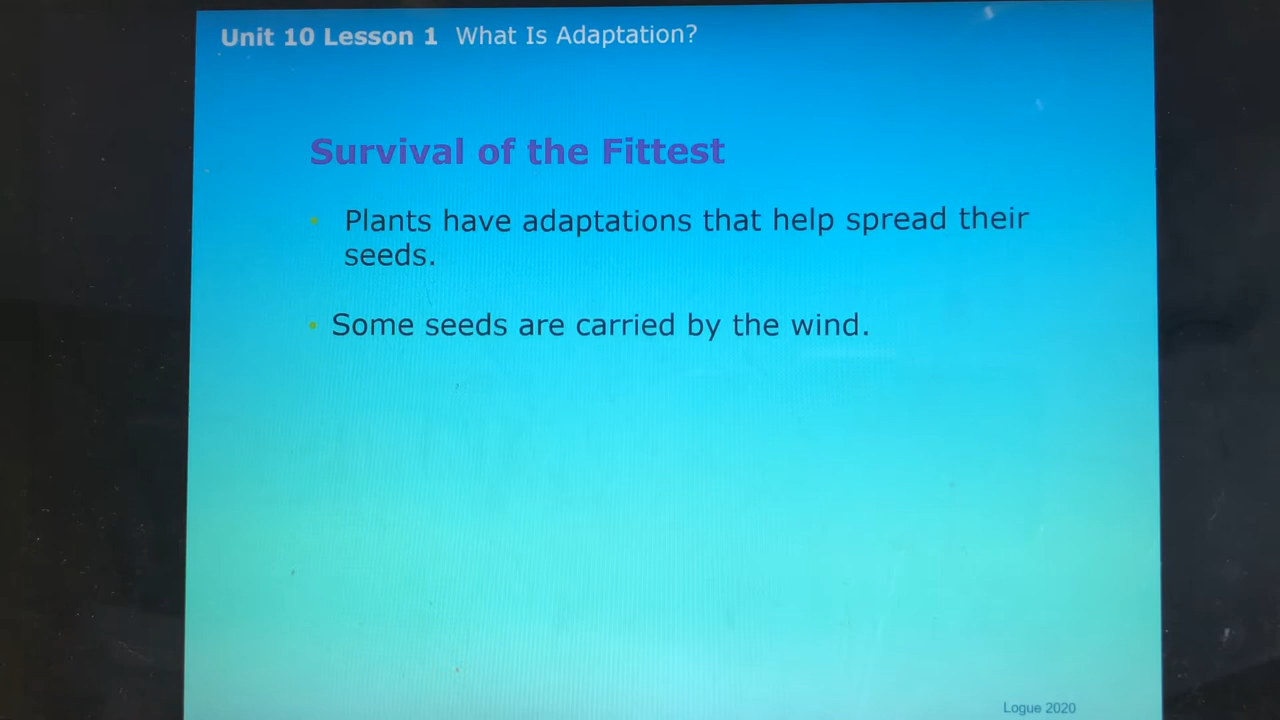 Unit 10 Lesson 1 What Is Adaptation?
Survival of the Fittest
• Plants have adaptations that help spread their
seeds.
• Some seeds are carried by the wind.
Logue 2020